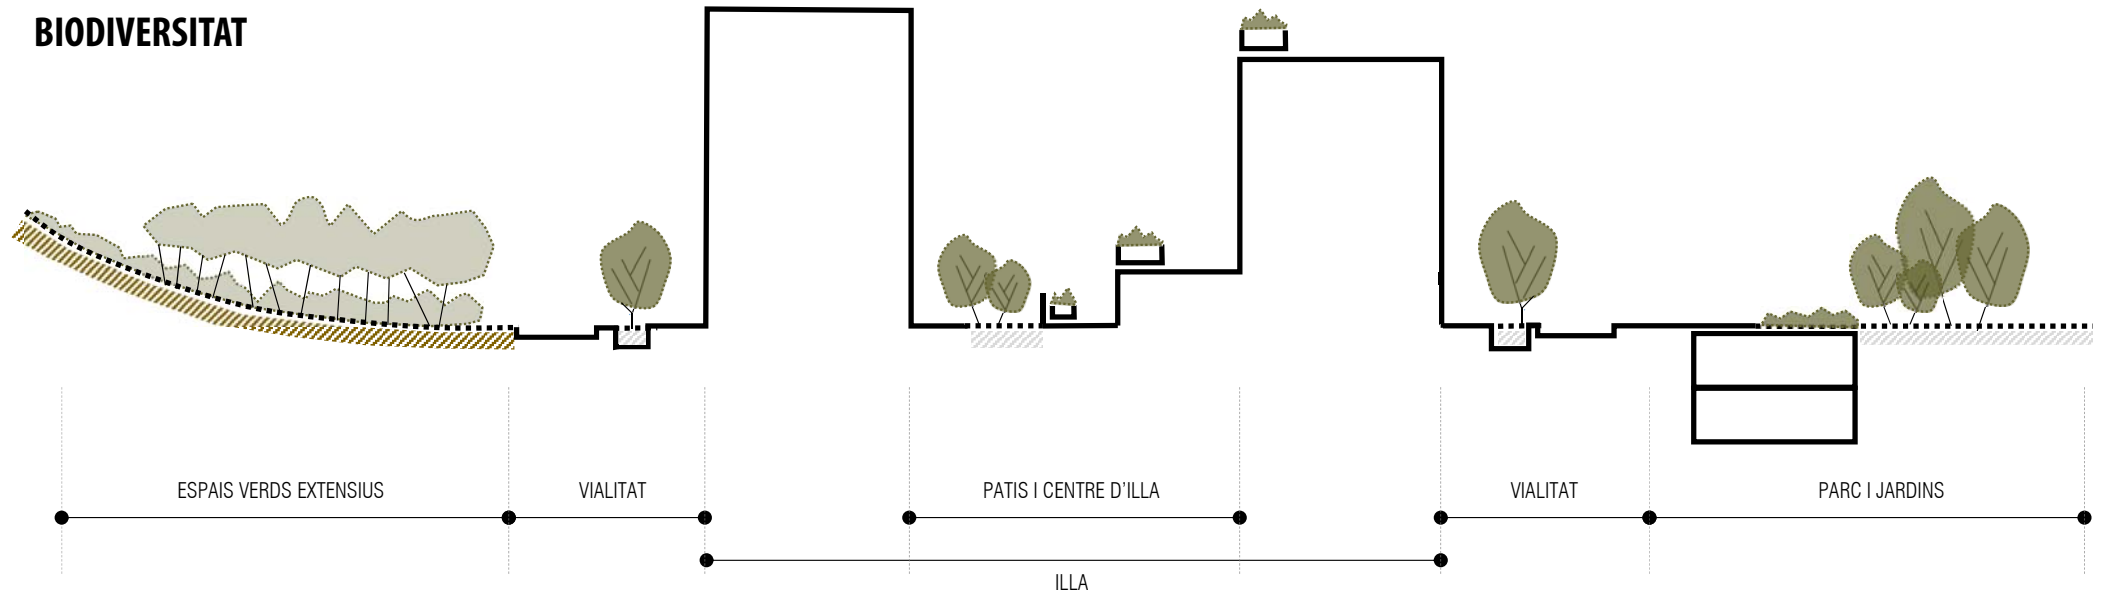 BIODIVERSITAT
ESPAIS VERDS EXTENSIUS
VIALITAT
PATIS I CENTRE D'ILLA
VIALITAT
PARC I JARDINS
ILLA